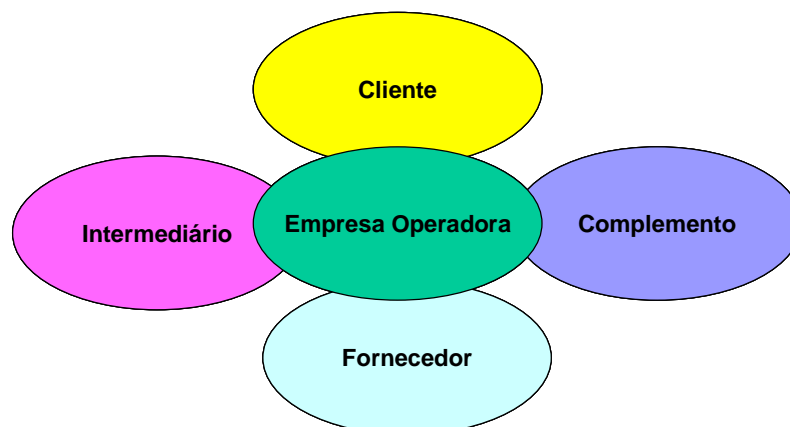 Cliente
Intermediário
Empresa Operadora
Complemento
Fornecedor